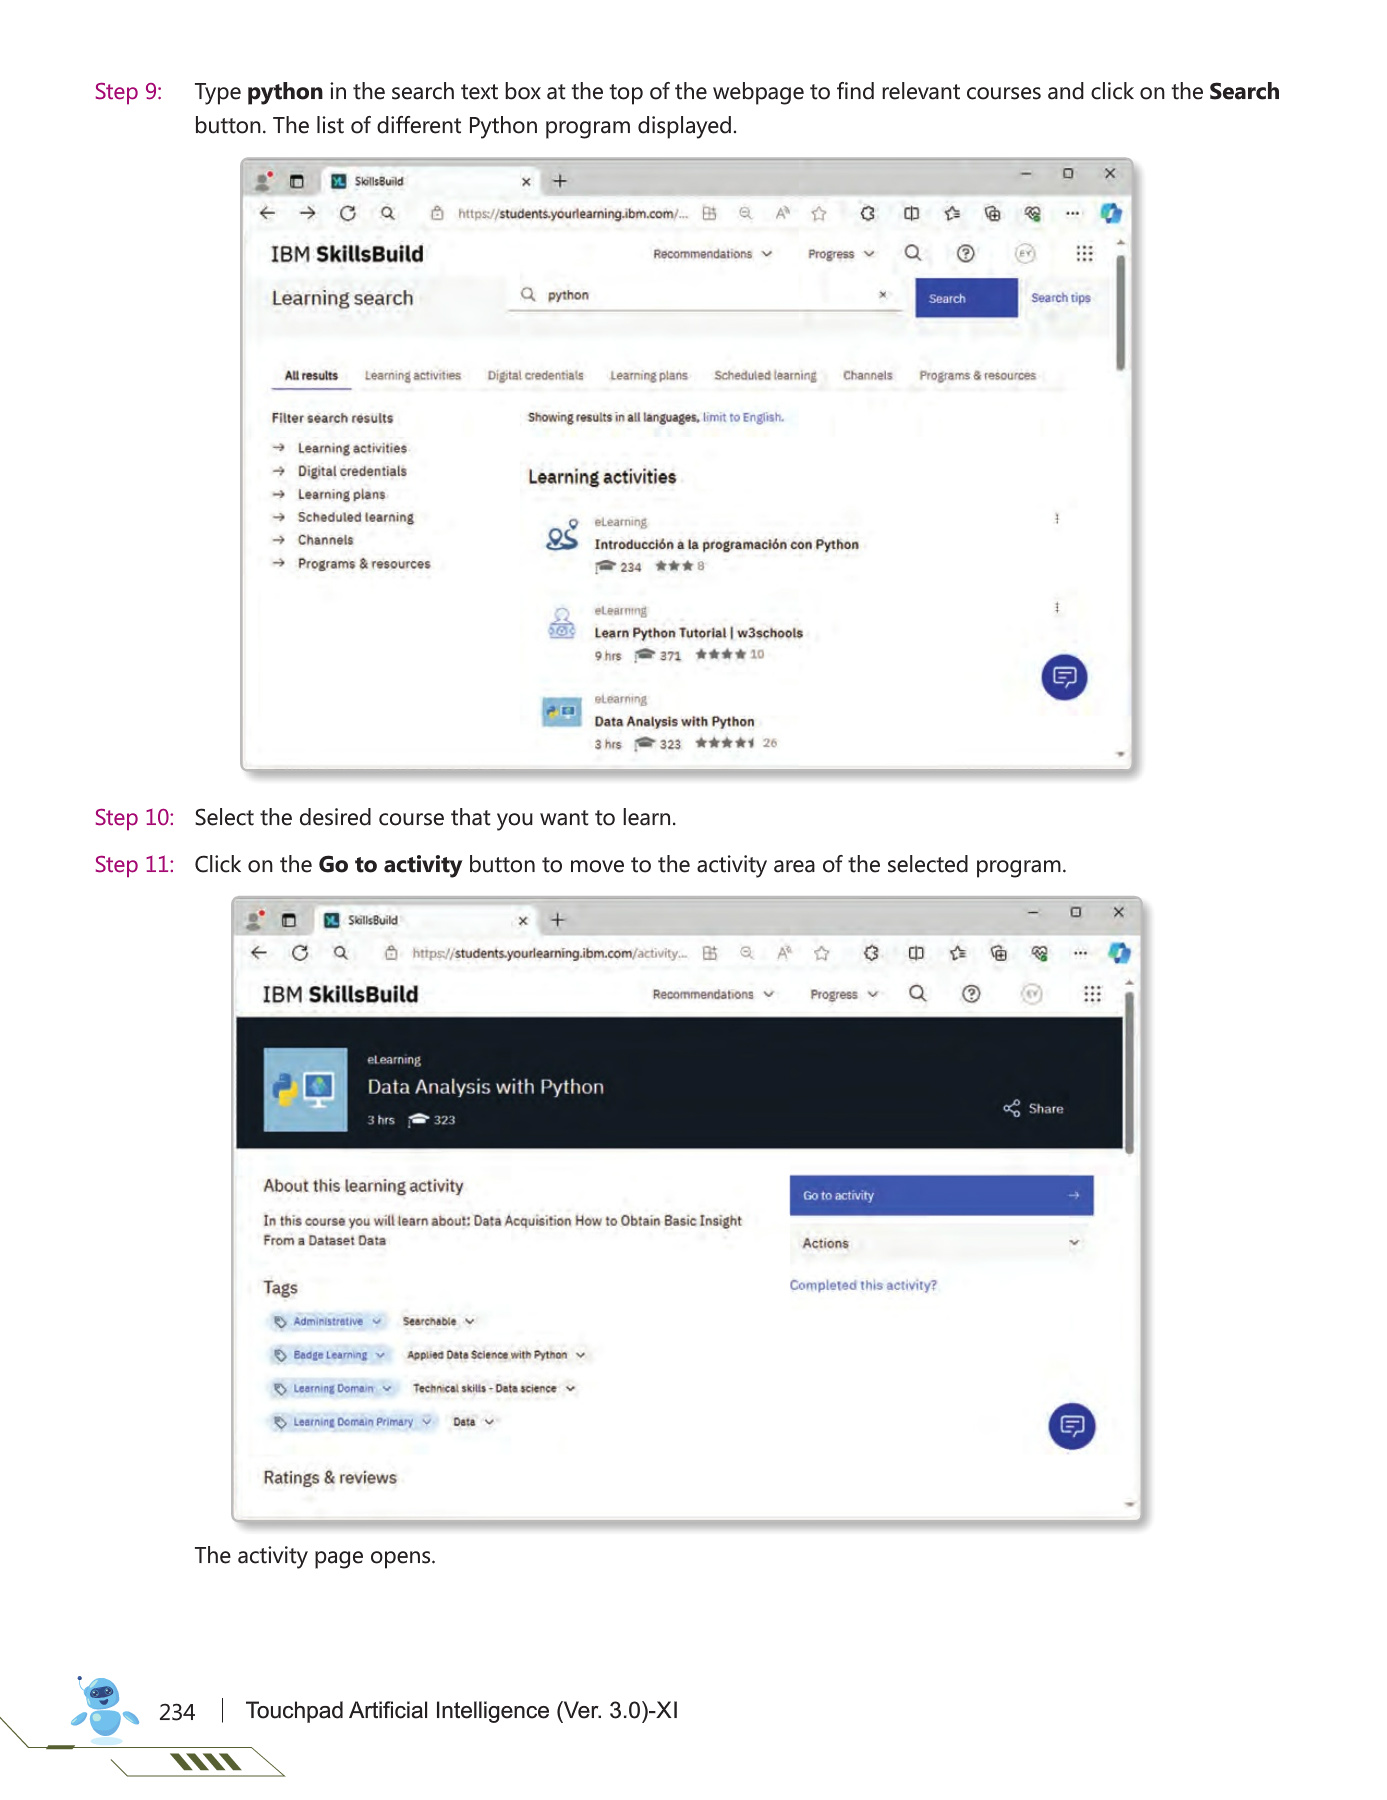 Step 9: Type python in the search text box at the top of the webpage to find relevant courses and click on the Search
button. The list of different Python program displayed.
SkillsBuild
https://students.yourlearning.ibm.com/...
IBM SkillsBuild Recommendations Progress EY
Learning search python Search Search tips
All results Learning activities Digital credentials Learning plans Scheduled learning Channels Programs & resources
Filter search results
Learning activities
Digital credentials
Learning plans
Scheduled learning
Channels
Programs & resources
Showing results in all languages, limit to English.
Learning activities
eLearning
Introducción a la programación con Python
234 ★★★ 8
eLearning
Learn Python Tutorial | w3schools
9 hrs 371 ★★★★ 10
eLearning
Data Analysis with Python
3 hrs 323 ★★★★ 26
Step 10: Select the desired course that you want to learn.
Step 11: Click on the Go to activity button to move to the activity area of the selected program.
SkillsBuild
https://students.yourlearning.ibm.com/activity...
IBM SkillsBuild Recommendations Progress EY
eLearning
Data Analysis with Python
3 hrs 323
Share
About this learning activity
In this course you will learn about: Data Acquisition How to Obtain Basic Insight
From a Dataset Data
Go to activity
Actions
Completed this activity?
Tags
Administrative Searchable
Badge Learning Applied Data Science with Python
Learning Domain Technical skills - Data science
Learning Domain Primary Data
Ratings & reviews
The activity page opens.
234 | Touchpad Artificial Intelligence (Ver. 3.0)-XI